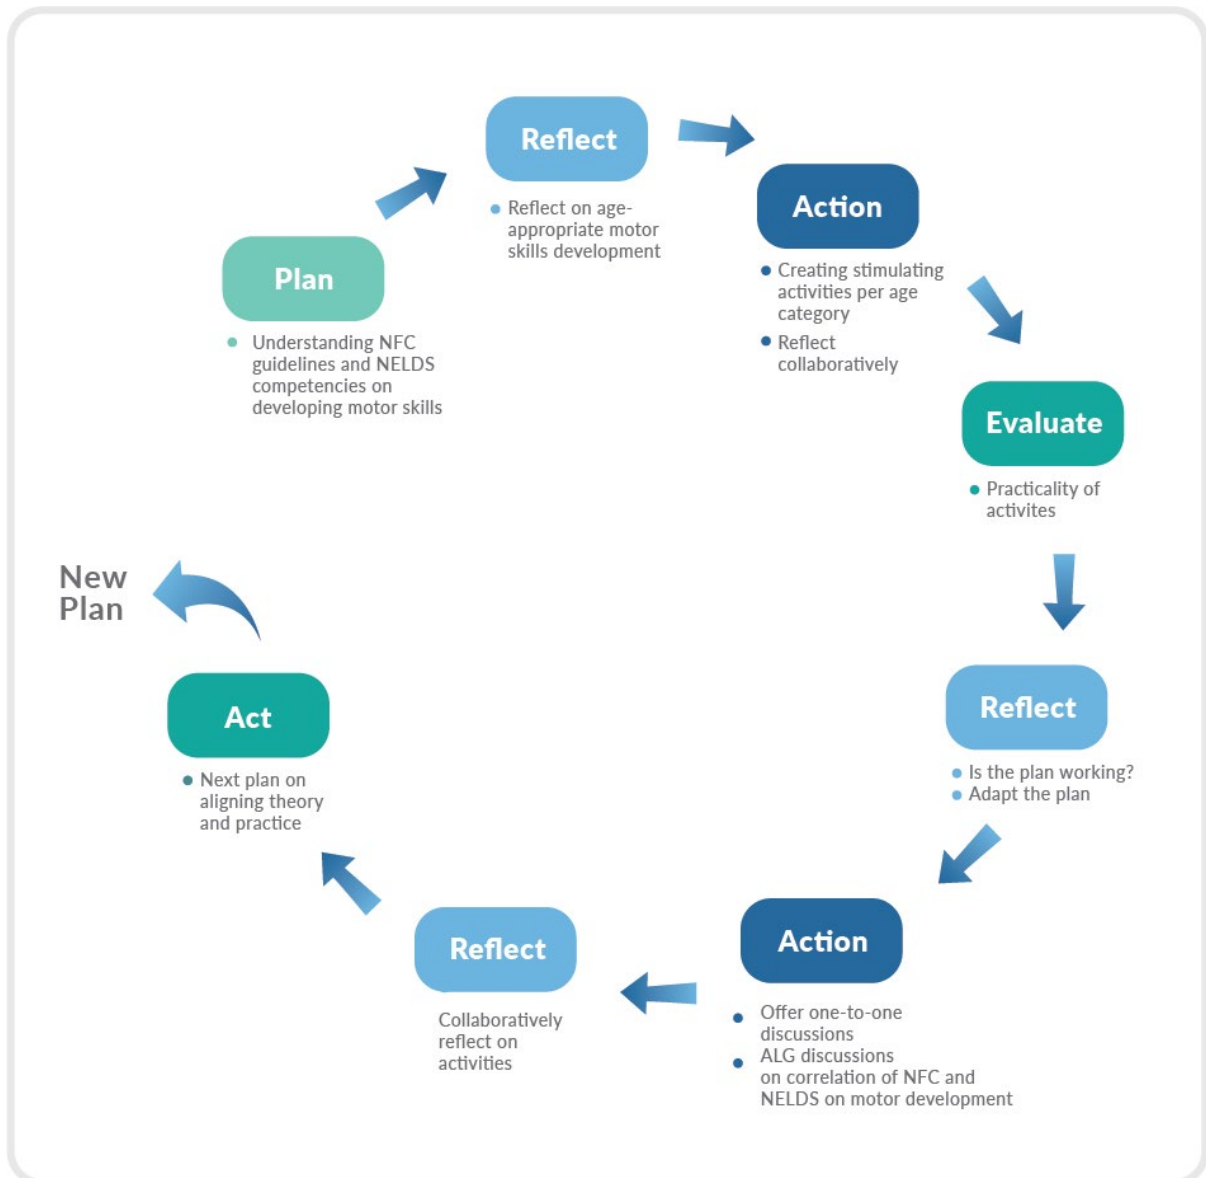 Plan
Understanding NFC
guidelines and NELDS
competencies on
developing motor skills
Reflect
Reflect on age-
appropriate motor
skills development
Action
Creating stimulating
activities per age
category
Reflect
collaboratively
Evaluate
Practicality of
activites
Reflect
Is the plan working?
Adapt the plan
Action
Offer one-to-one
discussions
ALG discussions
on correlation of NFC and
NELDS on motor development
Reflect
Collaboratively
reflect on
activities
Act
Next plan on
aligning theory
and practice
New
Plan